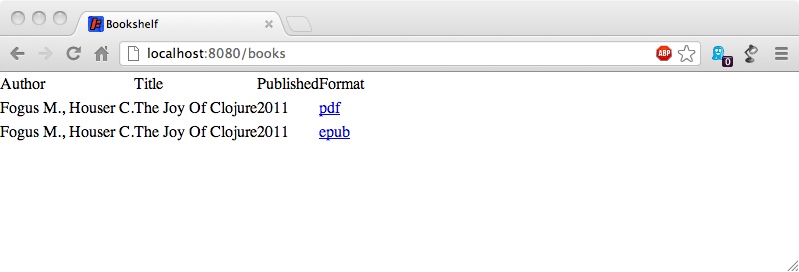 Bookshelf
localhost:8080/books
ABP
0
Author Title Published Format
Fogus M., Houser C. The Joy Of Clojure 2011 pdf
Fogus M., Houser C. The Joy Of Clojure 2011 epub